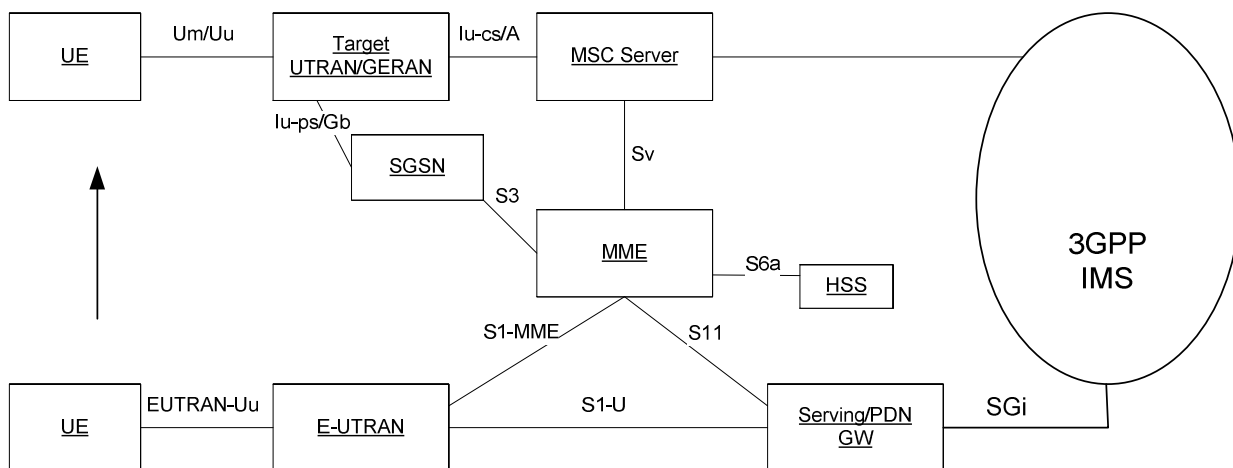 UE
Um/Uu
Target
UTRAN/GERAN
Iu-cs/A
MSC Server
Iu-ps/Gb
SGSN
S3
Sv
MME
S6a
HSS
3GPP
IMS
S1-MME
S11
UE
EUTRAN-Uu
E-UTRAN
S1-U
Serving/PDN
GW
SGi